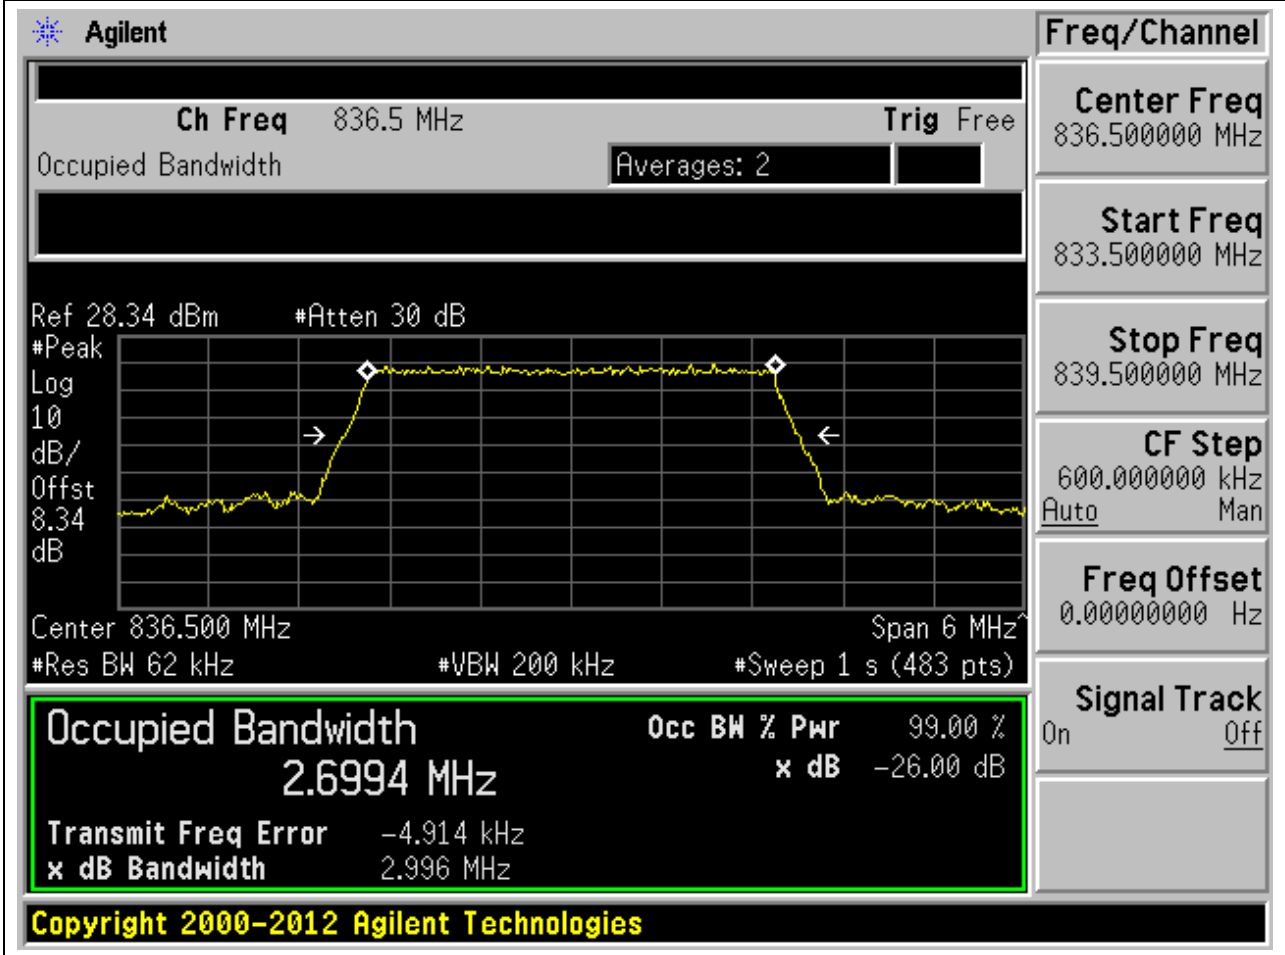 Agilent
Freq/Channel
Ch Freq 836.5 MHz Trig Free
Occupied Bandwidth Averages: 2
Center Freq
836.500000 MHz
Start Freq
833.500000 MHz
Stop Freq
839.500000 MHz
CF Step
600.000000 kHz
Auto Man
Freq Offset
0.00000000 Hz
Signal Track
On Off
Ref 28.34 dBm #Atten 30 dB
#Peak
Log
10
dB/
Offst
8.34
dB
Center 836.500 MHz Span 6 MHz^
#Res BW 62 kHz #VBW 200 kHz #Sweep 1 s (483 pts)
Occupied Bandwidth Occ BW % Pwr 99.00 %
2.6994 MHz x dB -26.00 dB
Transmit Freq Error -4.914 kHz
x dB Bandwidth 2.996 MHz
Copyright 2000-2012 Agilent Technologies